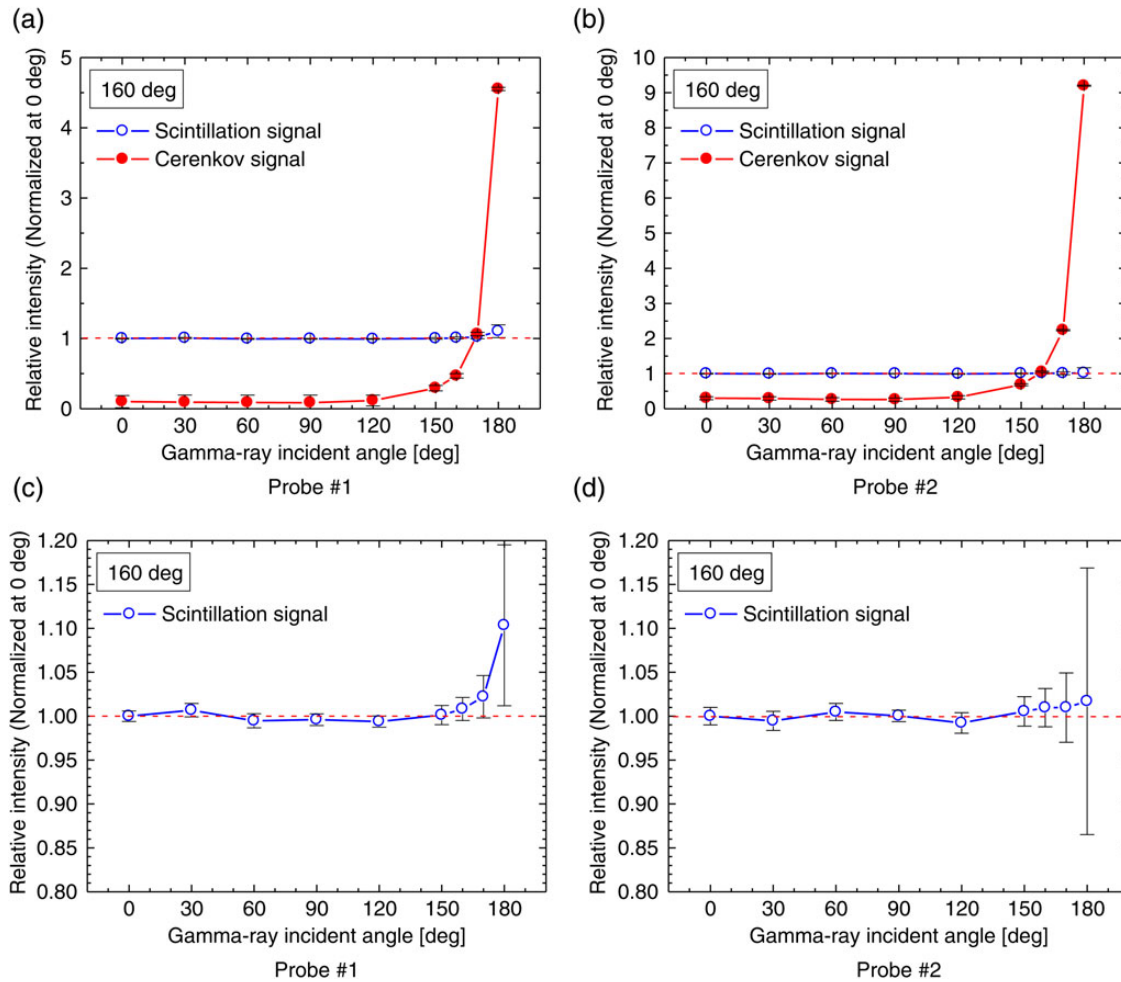 (a)
Relative intensity (Normalized at 0 deg)
5
4
3
2
1
0
160 deg
Scintillation signal
Cerenkov signal
0 30 60 90 120 150 180
Gamma-ray incident angle [deg]
Probe #1
(b)
Relative intensity (Normalized at 0 deg)
10
9
8
7
6
5
4
3
2
1
0
160 deg
Scintillation signal
Cerenkov signal
0 30 60 90 120 150 180
Gamma-ray incident angle [deg]
Probe #2
(c)
Relative intensity (Normalized at 0 deg)
1.20
1.15
1.10
1.05
1.00
0.95
0.90
0.85
0.80
160 deg
Scintillation signal
0 30 60 90 120 150 180
Gamma-ray incident angle [deg]
Probe #1
(d)
Relative intensity (Normalized at 0 deg)
1.20
1.15
1.10
1.05
1.00
0.95
0.90
0.85
0.80
160 deg
Scintillation signal
0 30 60 90 120 150 180
Gamma-ray incident angle [deg]
Probe #2